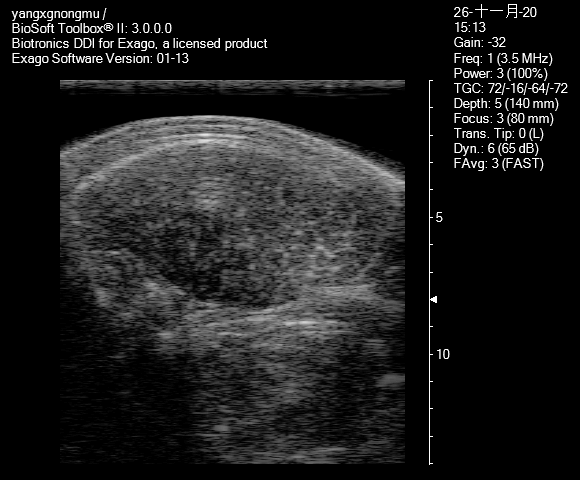 yangxgnongmu /
BioSoft Toolbox® II: 3.0.0.0
Biotronics DDI for Exago, a licensed product
Exago Software Version: 01-13
26-十一月-20
15:13
Gain: -32
Freq: 1 (3.5 MHz)
Power: 3 (100%)
TGC: 72/-16/-64/-72
Depth: 5 (140 mm)
Focus: 3 (80 mm)
Trans. Tip: 0 (L)
Dyn.: 6 (65 dB)
FAvg: 3 (FAST)
5
10